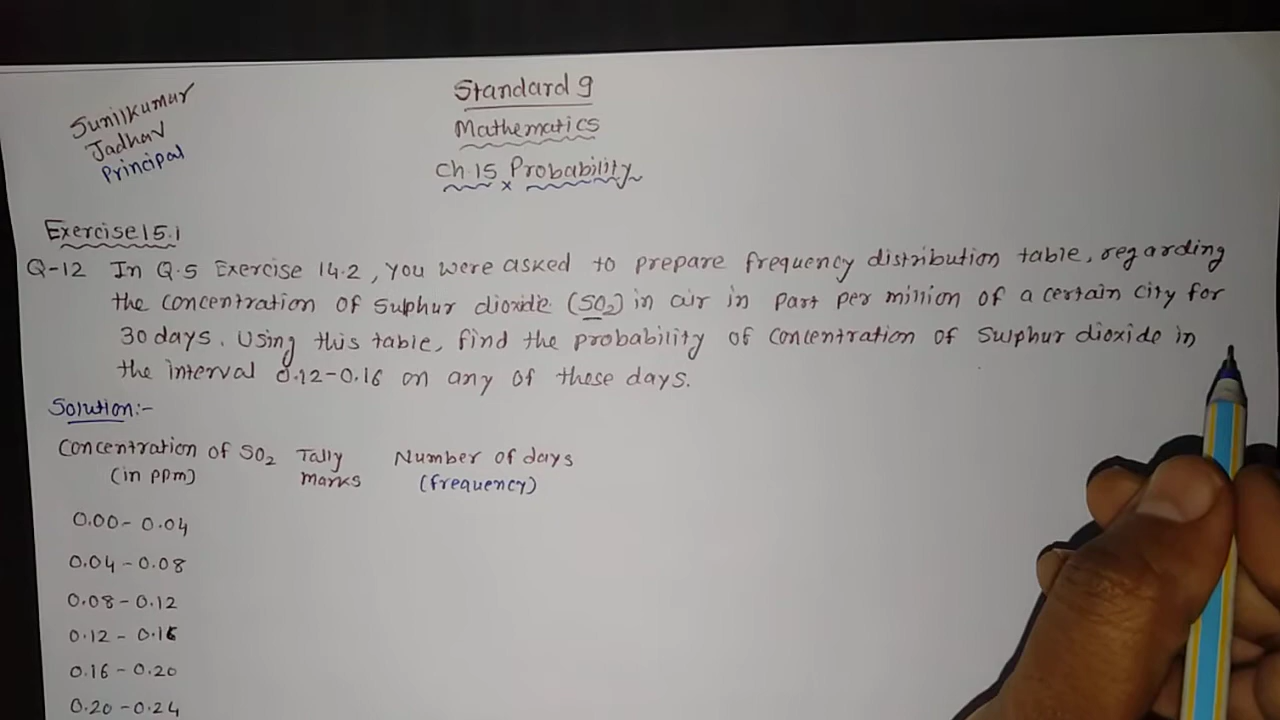 Sunilkumar
Jadhav
Principal
Standard 9
Mathematics
Ch.15 Probability
x
Exercise 15.1
Q-12 In Q.5 Exercise 14.2, you were asked to prepare frequency distribution table, regarding
the concentration of Sulphur dioxide (SO2) in air in part per million of a certain city for
30 days. Using this table, find the probability of concentration of Sulphur dioxide in
the interval 0.12-0.16 on any of these days.
Solution:-
Concentration of SO2 Tally Number of days
(in ppm) marks (frequency)
0.00-0.04
0.04-0.08
0.08-0.12
0.12-0.16
0.16-0.20
0.20-0.24